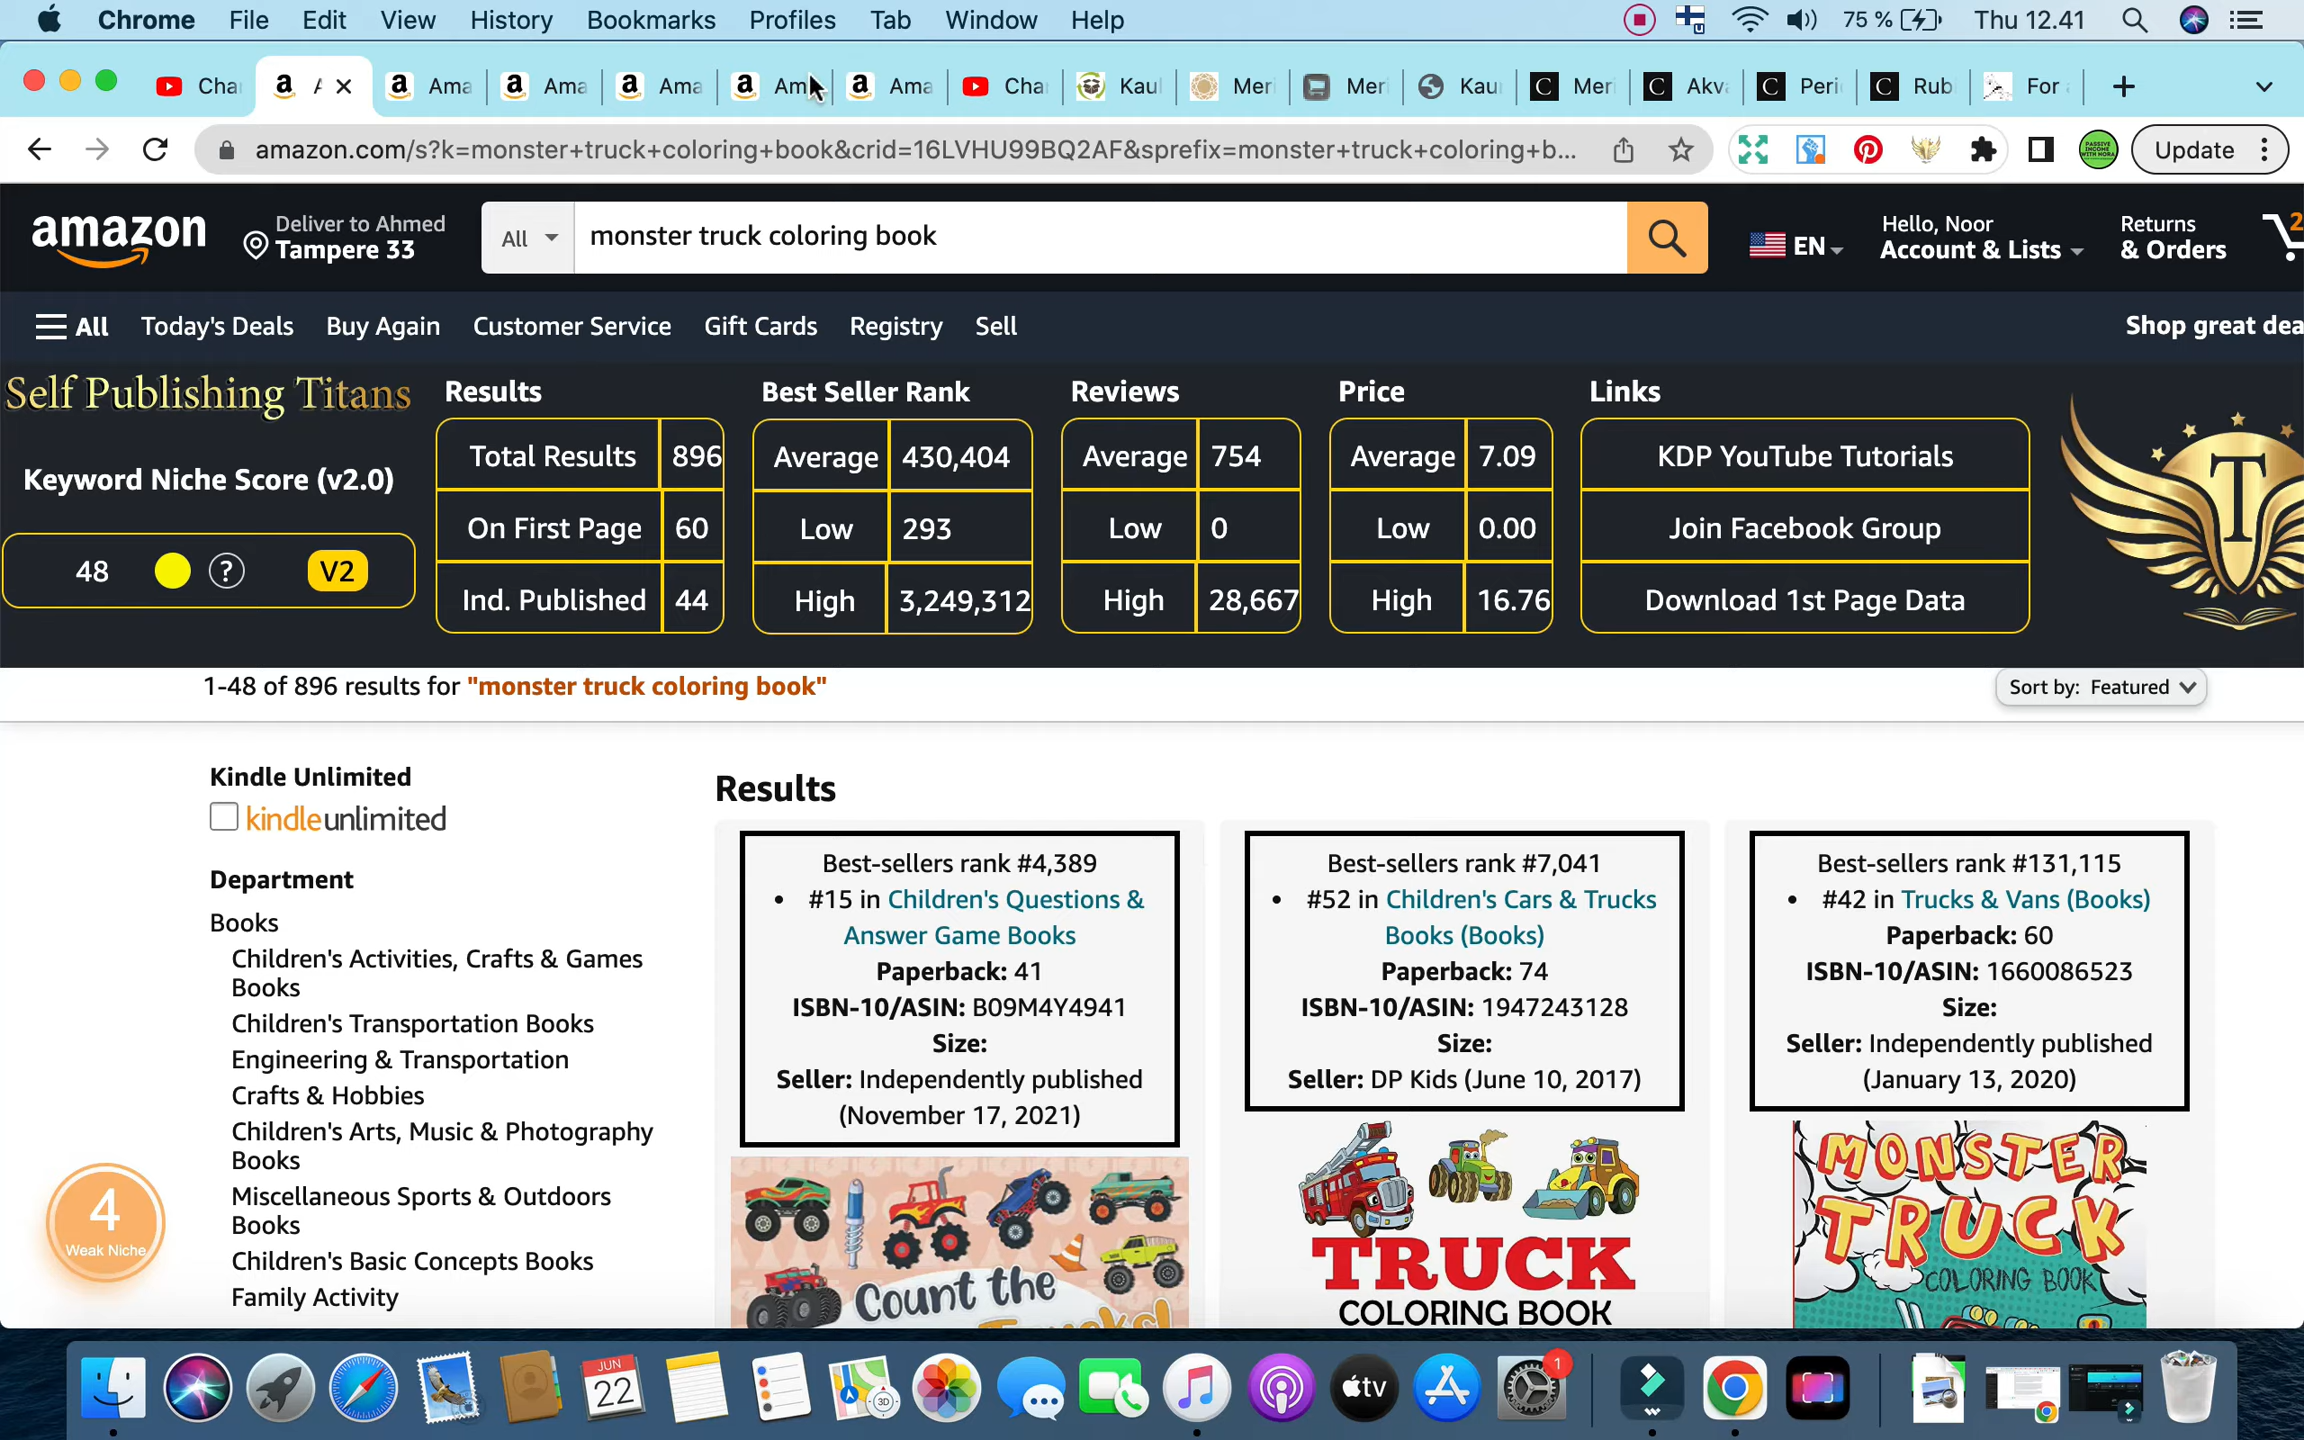 Chrome File Edit View History Bookmarks Profiles Tab Window Help 75 % Thu 12.41
Cha A Ama Ama Ama Am Ama Cha Kaul Meri Meri Kau Meri Akva Peri Rub For
amazon.com/s?k=monster+truck+coloring+book&crid=16LVHU99BQ2AF&sprefix=monster+truck+coloring+b... Update
amazon
Deliver to Ahmed
Tampere 33
All
monster truck coloring book
EN
Hello, Noor
Account & Lists
Returns
& Orders
2
All Today's Deals Buy Again Customer Service Gift Cards Registry Sell
Shop great dea
Self Publishing Titans
Keyword Niche Score (v2.0)
48 ? V2
Results
Total Results 896
On First Page 60
Ind. Published 44
Best Seller Rank
Average 430,404
Low 293
High 3,249,312
Reviews
Average 754
Low 0
High 28,667
Price
Average 7.09
Low 0.00
High 16.76
Links
KDP YouTube Tutorials
Join Facebook Group
Download 1st Page Data
T
1-48 of 896 results for "monster truck coloring book"
Sort by: Featured
Kindle Unlimited
kindleunlimited
Department
Books
Children's Activities, Crafts & Games
Books
Children's Transportation Books
Engineering & Transportation
Crafts & Hobbies
Children's Arts, Music & Photography
Books
Miscellaneous Sports & Outdoors
Books
Children's Basic Concepts Books
Family Activity
4
Weak Niche
Results
Best-sellers rank #4,389
• #15 in Children's Questions &
Answer Game Books
Paperback: 41
ISBN-10/ASIN: B09M4Y4941
Size:
Seller: Independently published
(November 17, 2021)
Count the
Best-sellers rank #7,041
• #52 in Children's Cars & Trucks
Books (Books)
Paperback: 74
ISBN-10/ASIN: 1947243128
Size:
Seller: DP Kids (June 10, 2017)
TRUCK
COLORING BOOK
Best-sellers rank #131,115
• #42 in Trucks & Vans (Books)
Paperback: 60
ISBN-10/ASIN: 1660086523
Size:
Seller: Independently published
(January 13, 2020)
MONSTER
TRUCK
COLORING BOOK
JUN
22
3D
tv
1